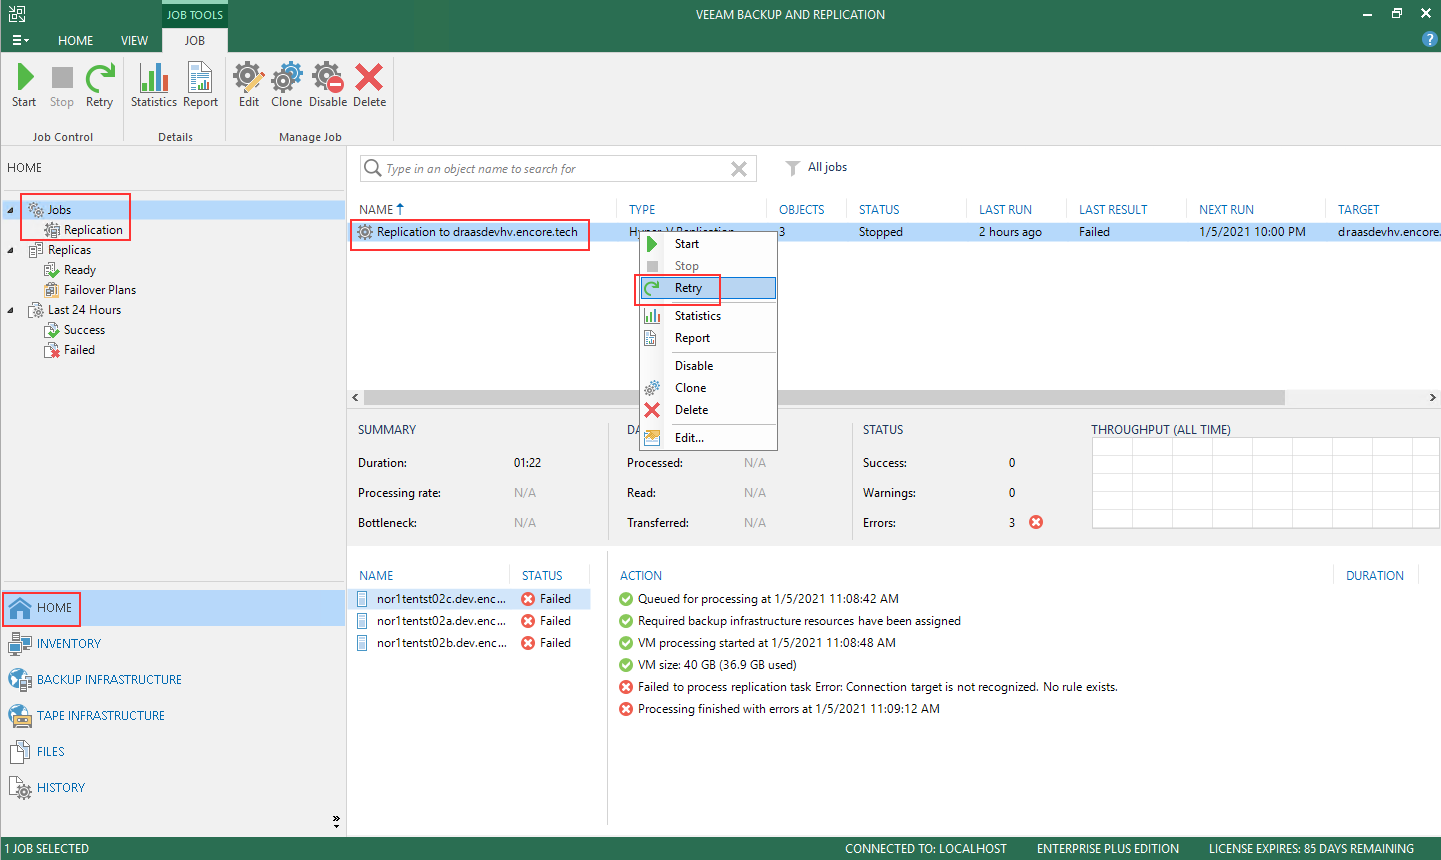 JOB TOOLS
VEEAM BACKUP AND REPLICATION
HOME VIEW JOB
Start Stop Retry Statistics Report Edit Clone Disable Delete
Job Control Details Manage Job
HOME
Jobs
Replication
Replicas
Ready
Failover Plans
Last 24 Hours
Success
Failed
HOME
INVENTORY
BACKUP INFRASTRUCTURE
TAPE INFRASTRUCTURE
FILES
HISTORY
Type in an object name to search for
All jobs
NAME TYPE OBJECTS STATUS LAST RUN LAST RESULT NEXT RUN TARGET
Replication to draasdevhv.encore.tech Hyper-V Replication 3 Stopped 2 hours ago Failed 1/5/2021 10:00 PM draasdevhv.encore.
Start
Stop
Retry
Statistics
Report
Disable
Clone
Delete
Edit...
SUMMARY
Duration: 01:22
Processing rate: N/A
Bottleneck: N/A
Processed: N/A
Read: N/A
Transferred: N/A
STATUS
Success: 0
Warnings: 0
Errors: 3
THROUGHPUT (ALL TIME)
NAME STATUS
nor1tentst02c.dev.enc... Failed
nor1tentst02a.dev.enc... Failed
nor1tentst02b.dev.enc... Failed
ACTION DURATION
Queued for processing at 1/5/2021 11:08:42 AM
Required backup infrastructure resources have been assigned
VM processing started at 1/5/2021 11:08:48 AM
VM size: 40 GB (36.9 GB used)
Failed to process replication task Error: Connection target is not recognized. No rule exists.
Processing finished with errors at 1/5/2021 11:09:12 AM
1 JOB SELECTED
CONNECTED TO: LOCALHOST ENTERPRISE PLUS EDITION LICENSE EXPIRES: 85 DAYS REMAINING